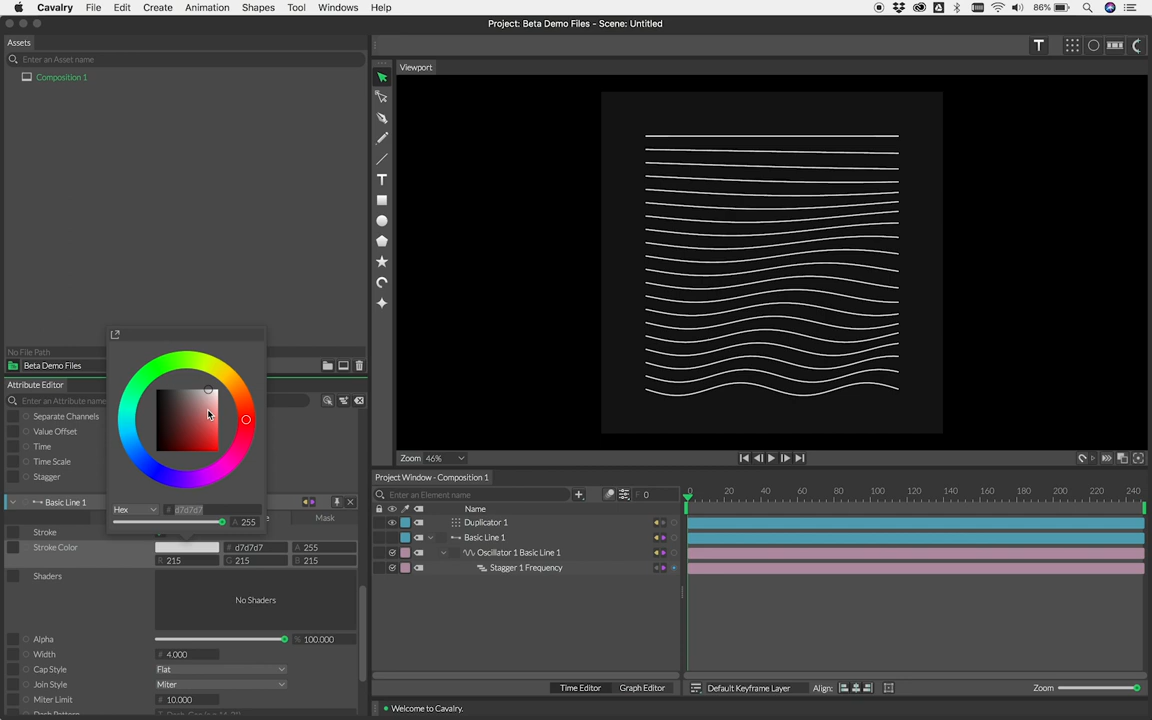 Cavalry File Edit Create Animation Shapes Tool Windows Help 86%
Project: Beta Demo Files - Scene: Untitled
Assets
Enter an Asset name
Composition 1
No File Path
Beta Demo Files
Attribute Editor
Enter an Attribute name
Separate Channels
Value Offset
Time
Time Scale
Stagger
Basic Line 1
Mask
Stroke
Stroke Color # d7d7d7 A 255
R 215 G 215 B 215
Shaders
No Shaders
Alpha % 100.000
Width # 4.000
Cap Style Flat
Join Style Miter
Miter Limit # 10.000
Hex # d7d7d7
A 255
Viewport
Zoom 46%
Project Window - Composition 1
Enter an Element name F 0
0 20 40 60 80 100 120 140 160 180 200 220 240
Name
Duplicator 1
Basic Line 1
Oscillator 1 Basic Line 1
Stagger 1 Frequency
Time Editor Graph Editor Default Keyframe Layer Align: Zoom
Welcome to Cavalry.